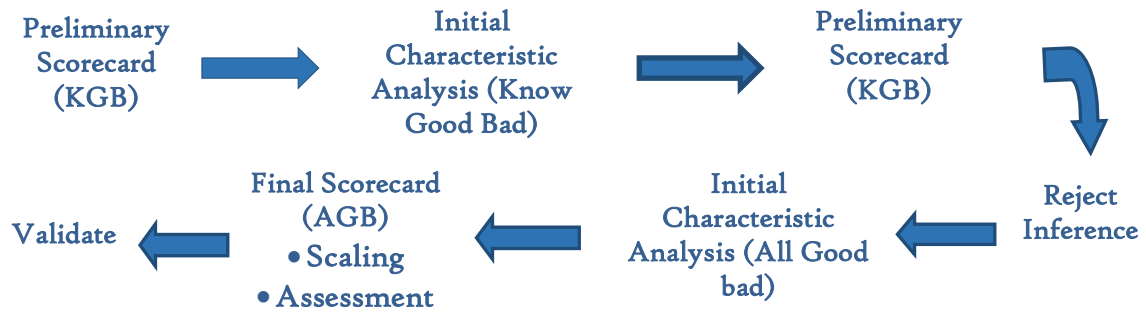 Preliminary
Scorecard
(KGB)
Initial
Characteristic
Analysis (Know
Good Bad)
Preliminary
Scorecard
(KGB)
Reject
Inference
Initial
Characteristic
Analysis (All Good
bad)
Final Scorecard
(AGB)
• Scaling
• Assessment
Validate